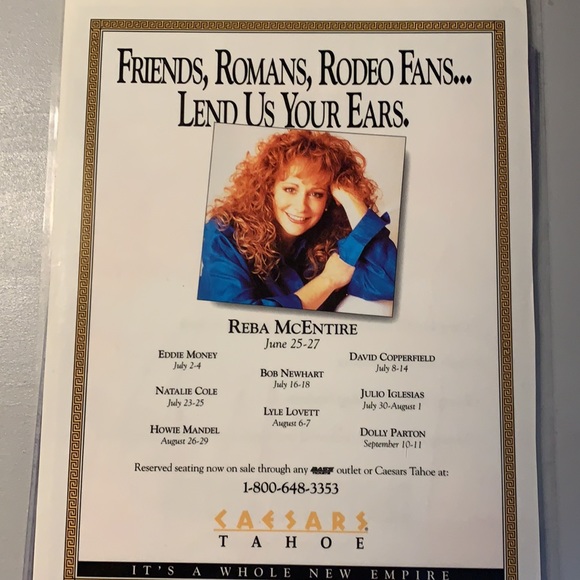 FRIENDS, ROMANS, RODEO FANS...
LEND US YOUR EARS.
REBA MCENTIRE
June 25-27
EDDIE MONEY
July 2-4
DAVID COPPERFIELD
July 8-14
BOB NEWHART
July 16-18
NATALIE COLE
July 23-25
JULIO IGLESIAS
July 30-August 1
LYLE LOVETT
August 6-7
HOWIE MANDEL
August 26-29
DOLLY PARTON
September 10-11
Reserved seating now on sale through any BASS outlet or Caesars Tahoe at:
1-800-648-3353
CAESARS
TAHOE
IT'S A WHOLE NEW EMPIRE